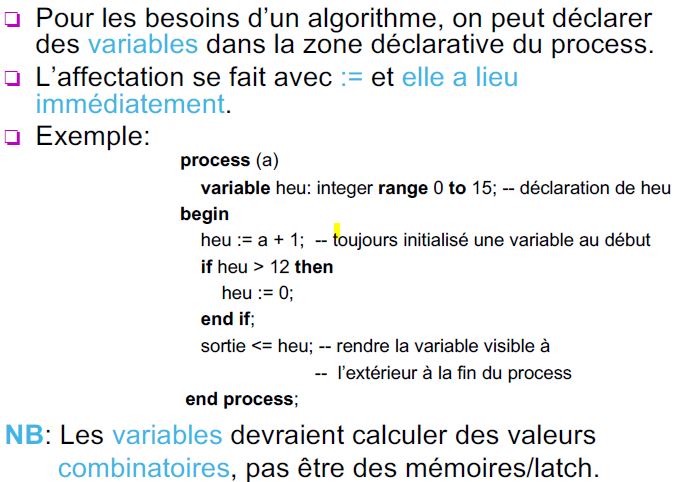 Pour les besoins d'un algorithme, on peut déclarer
des variables dans la zone déclarative du process.
L'affectation se fait avec := et elle a lieu
immédiatement.
Exemple:
process (a)
variable heu: integer range 0 to 15; -- déclaration de heu
begin
heu := a + 1; -- toujours initialisé une variable au début
if heu > 12 then
heu := 0;
end if;
sortie <= heu; -- rendre la variable visible à
-- l'extérieur à la fin du process
end process;
NB: Les variables devraient calculer des valeurs
combinatoires, pas être des mémoires/latch.